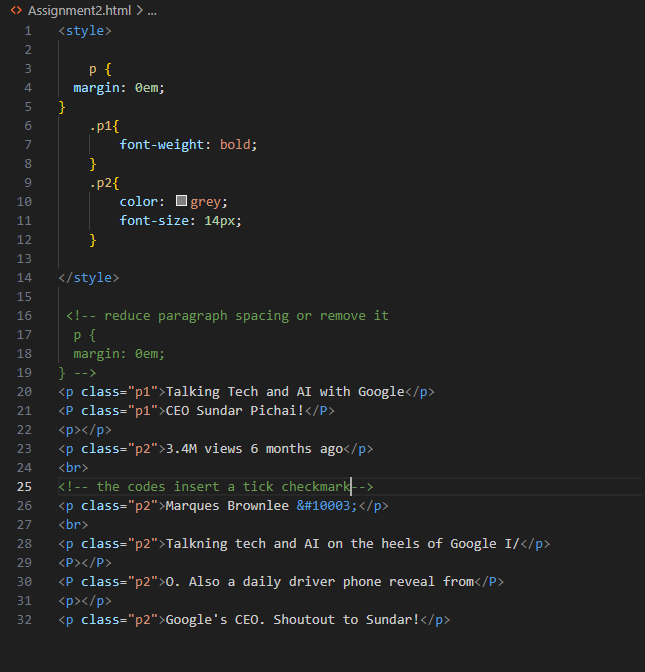 <> Assignment2.html > ...
1 <style>
2
3 p {
4 margin: 0em;
5 }
6 .p1{
7 font-weight: bold;
8 }
9 .p2{
10 color: grey;
11 font-size: 14px;
12 }
13
14 </style>
15
16 <!-- reduce paragraph spacing or remove it
17 p {
18 margin: 0em;
19 } -->
20 <p class="p1">Talking Tech and AI with Google</p>
21 <P class="p1">CEO Sundar Pichai!</P>
22 <p></p>
23 <p class="p2">3.4M views 6 months ago</p>
24 <br>
25 <!-- the codes insert a tick checkmark-->
26 <p class="p2">Marques Brownlee &#10003;</p>
27 <br>
28 <p class="p2">Talkning tech and AI on the heels of Google I/</p>
29 <P></P>
30 <P class="p2">O. Also a daily driver phone reveal from</P>
31 <p></p>
32 <p class="p2">Google's CEO. Shoutout to Sundar!</p>